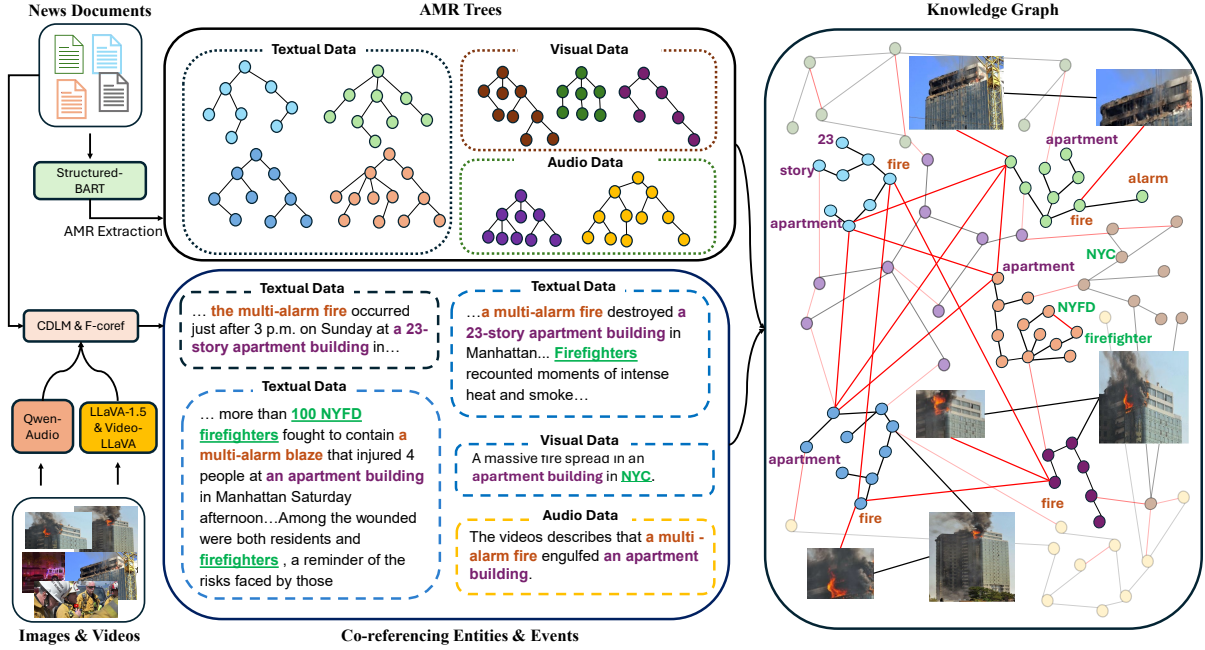 News Documents
AMR Trees
Knowledge Graph
Textual Data
Visual Data
Audio Data
Structured-
BART
AMR Extraction
CDLM & F-coref
Qwen-
Audio
LLaVA-1.5
& Video-
LLaVA
Images & Videos
Textual Data
… the multi-alarm fire occurred
just after 3 p.m. on Sunday at a 23-
story apartment building in…
Textual Data
…a multi-alarm fire destroyed a
23-story apartment building in
Manhattan... Firefighters
recounted moments of intense
heat and smoke…
Textual Data
… more than 100 NYFD
firefighters fought to contain a
multi-alarm blaze that injured 4
people at an apartment building
in Manhattan Saturday
afternoon…Among the wounded
were both residents and
firefighters , a reminder of the
risks faced by those
Visual Data
A massive fire spread in an
apartment building in NYC.
Audio Data
The videos describes that a multi -
alarm fire engulfed an apartment
building.
Co-referencing Entities & Events
23
story
fire
apartment
apartment
alarm
fire
NYC
apartment
NYFD
firefighter
apartment
fire
fire